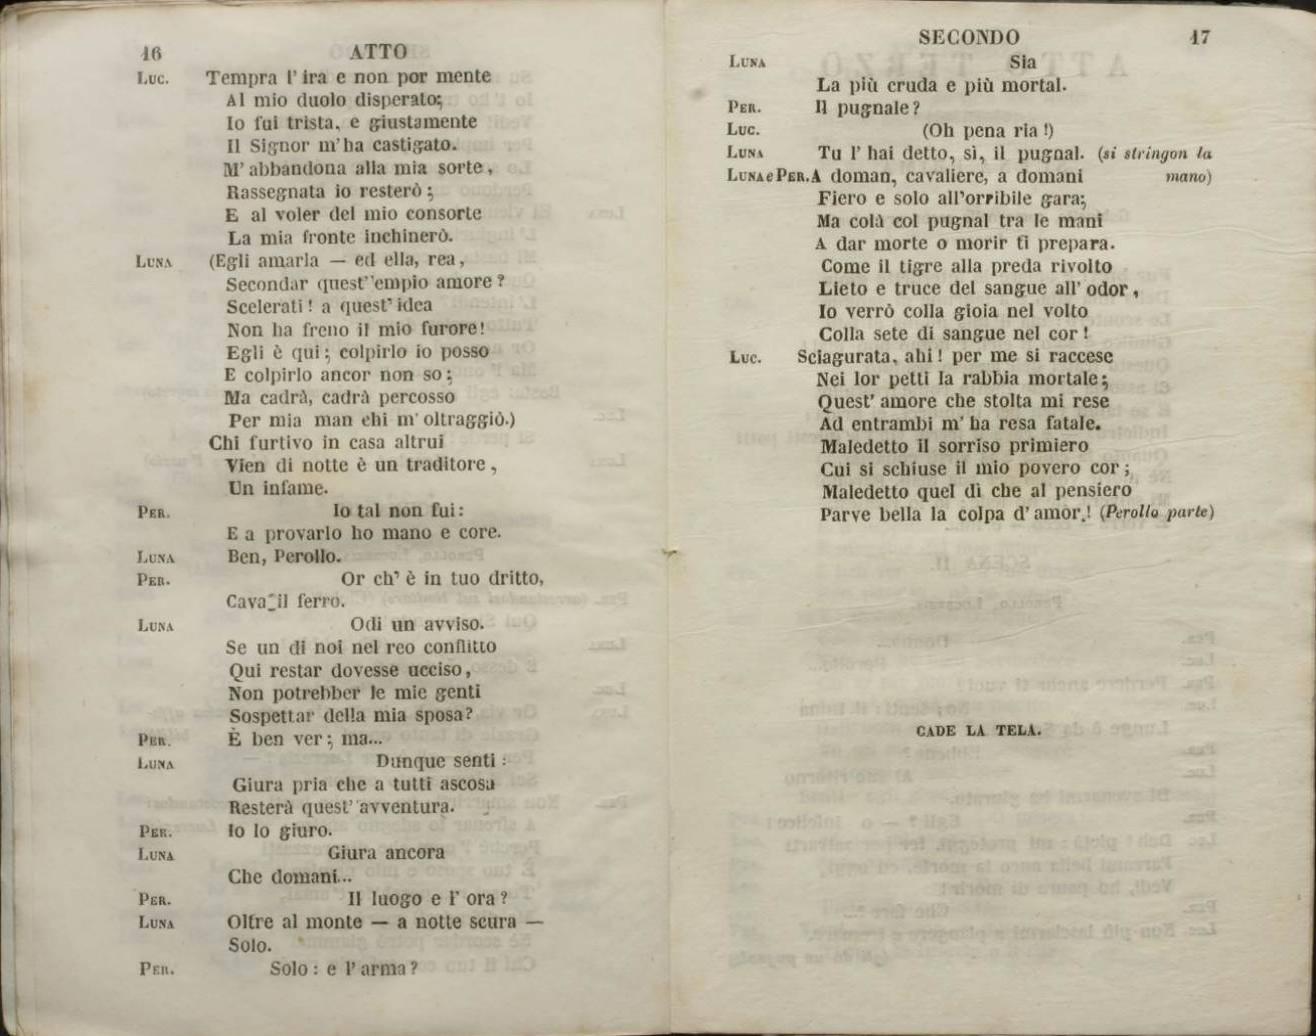 16 ATTO
Luc. Tempra l' ira e non por mente
Al mio duolo disperato;
Io fui trista, e giustamente
Il Signor m' ha castigato.
M' abbandona alla mia sorte,
Rassegnata io resterò;
E al voler del mio consorte
La mia fronte inchinerò.
Luna (Egli amarla — ed ella, rea,
Secondar quest' empio amore?
Scelerati! a quest' idea
Non ha freno il mio furore!
Egli è qui; colpirlo io posso
E colpirlo ancor non so;
Ma cadrà, cadrà percosso
Per mia man chi m' oltraggiò.)
Chi furtivo in casa altrui
Vien di notte è un traditore,
Un infame.
Per. Io tal non fui:
E a provarlo ho mano e core.
Luna Ben, Perollo.
Per. Or ch' è in tuo dritto,
Cava il ferro.
Luna Odi un avviso.
Se un di noi nel reo conflitto
Qui restar dovesse ucciso,
Non potrebber le mie genti
Sospettar della mia sposa?
Per. È ben ver; ma...
Luna Dunque senti:
Giura pria che a tutti ascosa
Resterà quest' avventura.
Per. Io lo giuro.
Luna Giura ancora
Che domani...
Per. Il luogo e l' ora?
Luna Oltre al monte — a notte scura —
Solo.
Per. Solo: e l' arma?
SECONDO 17
Luna Sia
La più cruda e più mortal.
Per. Il pugnale?
Luc. (Oh pena ria!)
Luna Tu l' hai detto, sì, il pugnal. (si stringon la
Luna e Per. A doman, cavaliere, a domani mano)
Fiero e solo all'orribile gara;
Ma colà col pugnal tra le mani
A dar morte o morir ti prepara.
Come il tigre alla preda rivolto
Lieto e truce del sangue all' odor,
Io verrò colla gioia nel volto
Colla sete di sangue nel cor!
Luc. Sciagurata, ahi! per me si raccese
Nei lor petti la rabbia mortale;
Quest' amore che stolta mi rese
Ad entrambi m' ha resa fatale.
Maledetto il sorriso primiero
Cui si schiuse il mio povero cor;
Maledetto quel dì che al pensiero
Parve bella la colpa d' amor! (Perollo parte)
CADE LA TELA.